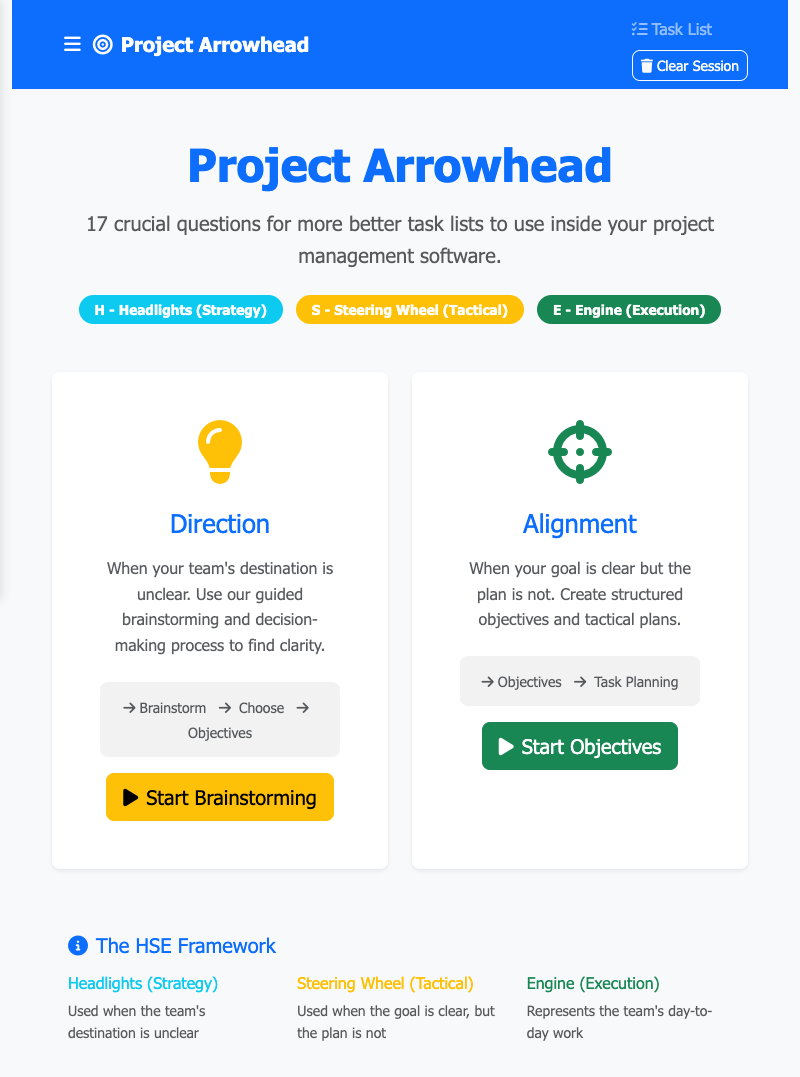 Project Arrowhead
Task List
Clear Session
Project Arrowhead
17 crucial questions for more better task lists to use inside your project
management software.
H - Headlights (Strategy)
S - Steering Wheel (Tactical)
E - Engine (Execution)
Direction
When your team's destination is
unclear. Use our guided
brainstorming and decision-
making process to find clarity.
→ Brainstorm → Choose →
Objectives
Start Brainstorming
Alignment
When your goal is clear but the
plan is not. Create structured
objectives and tactical plans.
→ Objectives → Task Planning
Start Objectives
The HSE Framework
Headlights (Strategy)
Used when the team's
destination is unclear
Steering Wheel (Tactical)
Used when the goal is clear, but
the plan is not
Engine (Execution)
Represents the team's day-to-
day work